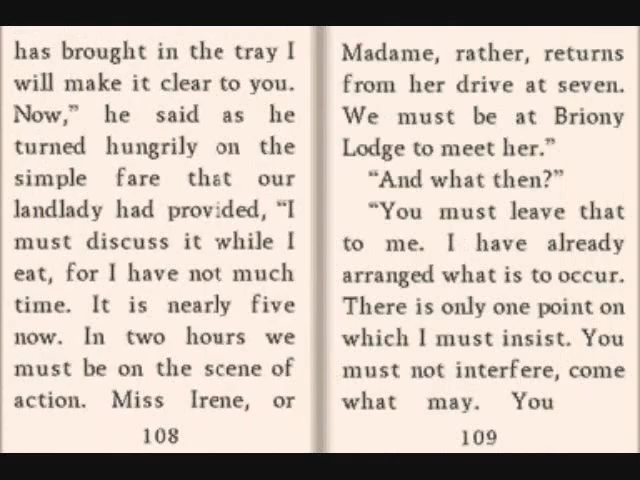 has brought in the tray I
will make it clear to you.
Now,” he said as he
turned hungrily on the
simple fare that our
landlady had provided, “I
must discuss it while I
eat, for I have not much
time. It is nearly five
now. In two hours we
must be on the scene of
action. Miss Irene, or
108
Madame, rather, returns
from her drive at seven.
We must be at Briony
Lodge to meet her.”
“And what then?”
“You must leave that
to me. I have already
arranged what is to occur.
There is only one point on
which I must insist. You
must not interfere, come
what may. You
109